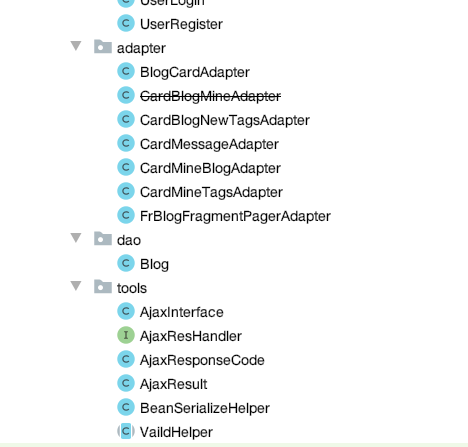 UserLogin
UserRegister
adapter
BlogCardAdapter
CardBlogMineAdapter
CardBlogNewTagsAdapter
CardMessageAdapter
CardMineBlogAdapter
CardMineTagsAdapter
FrBlogFragmentPagerAdapter
dao
Blog
tools
AjaxInterface
AjaxResHandler
AjaxResponseCode
AjaxResult
BeanSerializeHelper
VaildHelper